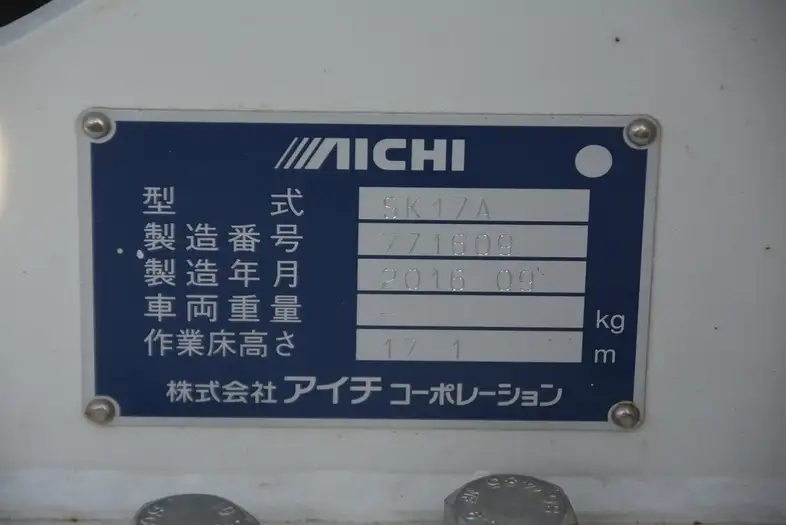 AICHI
型式 SK17A
製造番号 771609
製造年月 2016 09
車両重量 - kg
作業床高さ 17.1 m
株式会社 アイチ コーポレーション